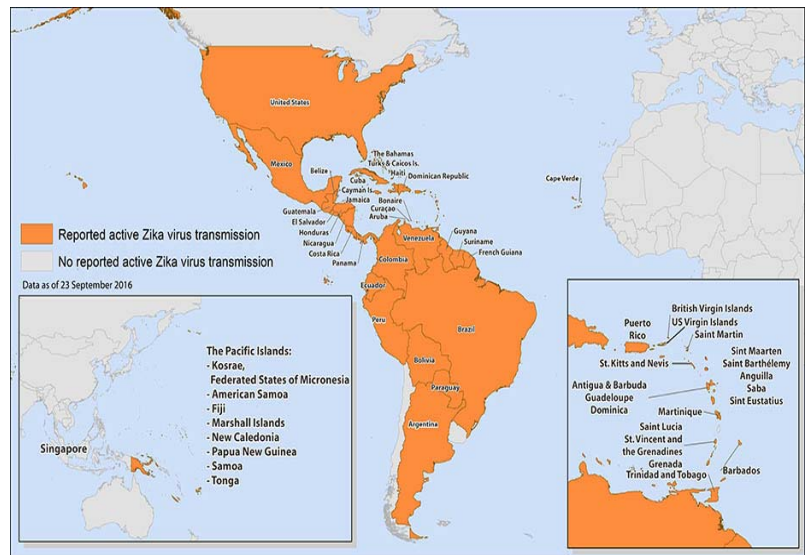 United States
Mexico
The Bahamas
Turks & Caicos Is.
Haiti
Dominican Republic
Belize
Cuba
Cayman Is.
Jamaica
Bonaire
Curaçao
Aruba
Guatemala
El Salvador
Honduras
Nicaragua
Costa Rica
Panama
Cape Verde
Venezuela
Guyana
Suriname
French Guiana
Colombia
Ecuador
Peru
Brazil
Bolivia
Paraguay
Argentina
Reported active Zika virus transmission
No reported active Zika virus transmission
Data as of 23 September 2016
Singapore
The Pacific Islands:
- Kosrae,
Federated States of Micronesia
- American Samoa
- Fiji
- Marshall Islands
- New Caledonia
- Papua New Guinea
- Samoa
- Tonga
British Virgin Islands
US Virgin Islands
Saint Martin
Puerto
Rico
St. Kitts and Nevis
Sint Maarten
Saint Barthélemy
Anguilla
Saba
Sint Eustatius
Antigua & Barbuda
Guadeloupe
Dominica
Martinique
Saint Lucia
St. Vincent and
the Grenadines
Grenada
Trinidad and Tobago
Barbados